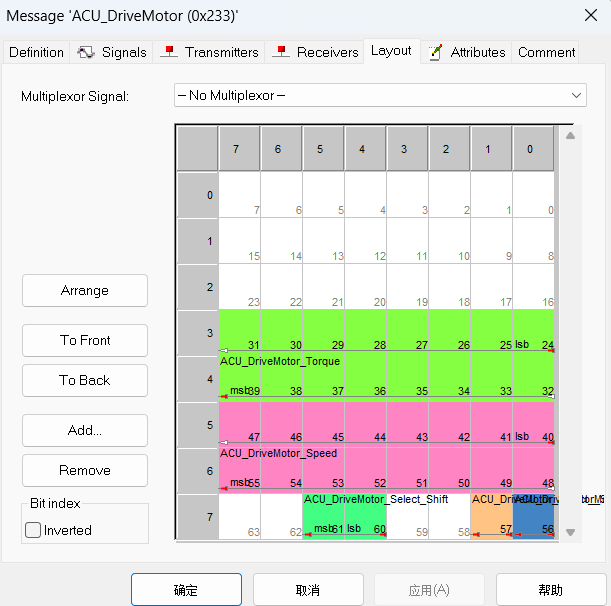 Message 'ACU_DriveMotor (0x233)'
Definition Signals Transmitters Receivers Layout Attributes Comment
Multiplexor Signal: -- No Multiplexor --
7 6 5 4 3 2 1 0
0 7 6 5 4 3 2 1 0
1 15 14 13 12 11 10 9 8
2 23 22 21 20 19 18 17 16
3 31 30 29 28 27 26 25 lsb 24
ACU_DriveMotor_Torque
4 msb 39 38 37 36 35 34 33 32
5 47 46 45 44 43 42 41 lsb 40
ACU_DriveMotor_Speed
6 msb 55 54 53 52 51 50 49 48
ACU_DriveMotor_Select_Shift
7 63 62 msb 61 lsb 60 59 58 57 56
Arrange
To Front
To Back
Add...
Remove
Bit index
Inverted
确定 取消 应用(A) 帮助